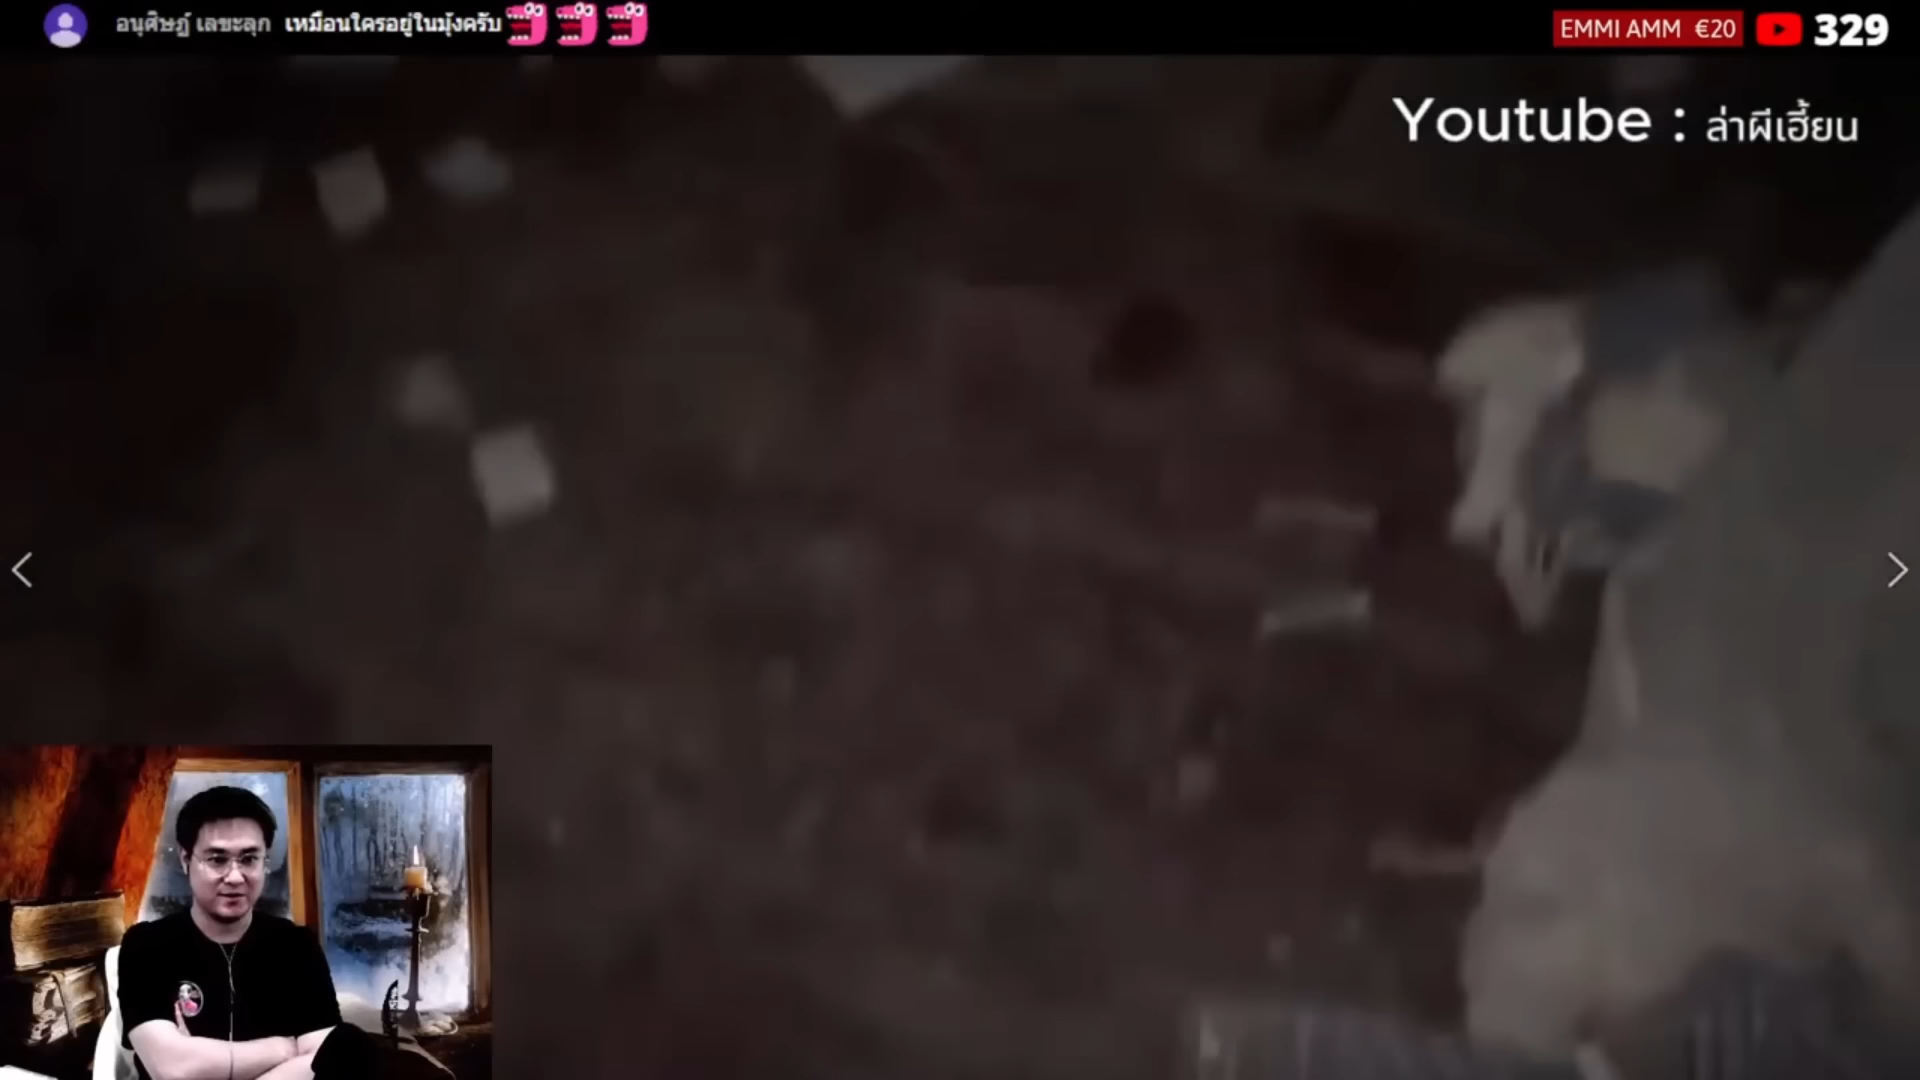 อนุศิษฎ์ เลขะลุก เหมือนใครอยู่ในมุ้งครับ
EMMI AMM €20 329
Youtube : ล่าผีเฮี้ยน